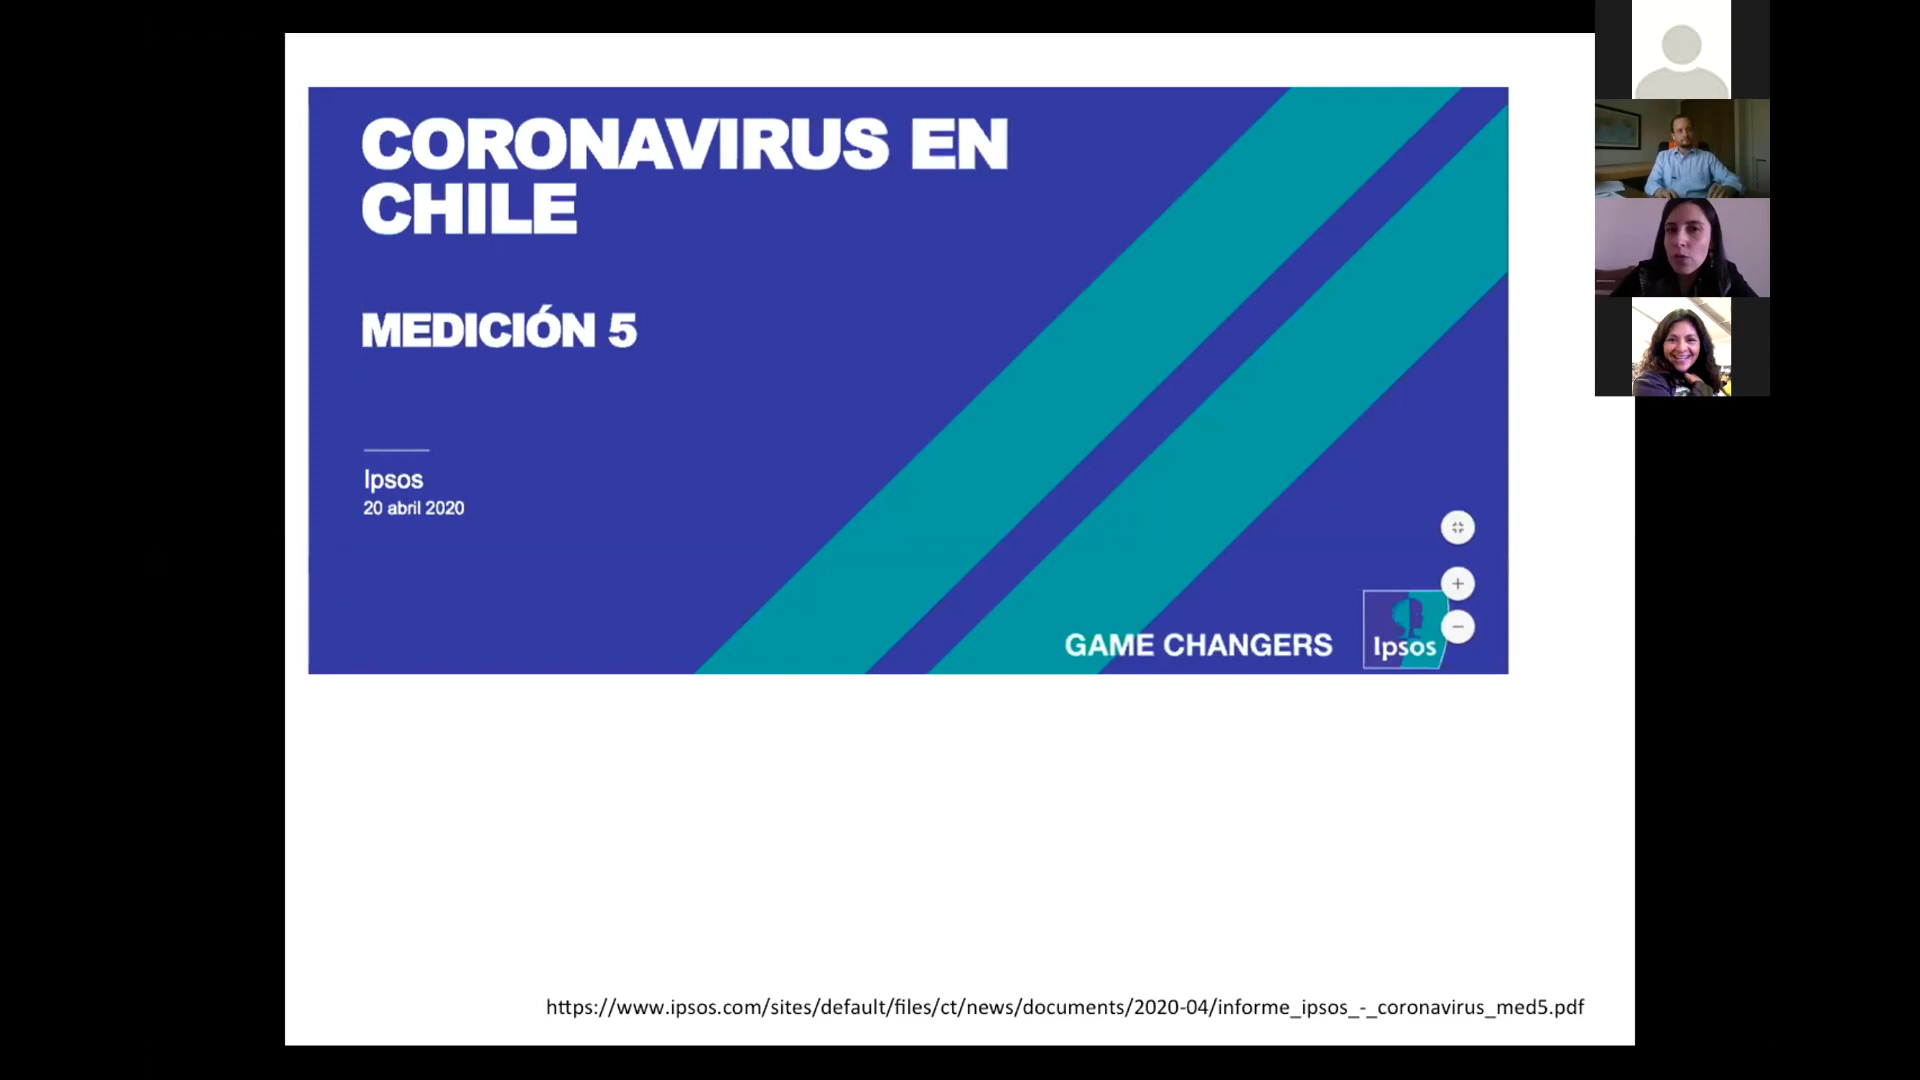 CORONAVIRUS EN
CHILE
MEDICIÓN 5
Ipsos
20 abril 2020
GAME CHANGERS
Ipsos
https://www.ipsos.com/sites/default/files/ct/news/documents/2020-04/informe_ipsos_-_coronavirus_med5.pdf